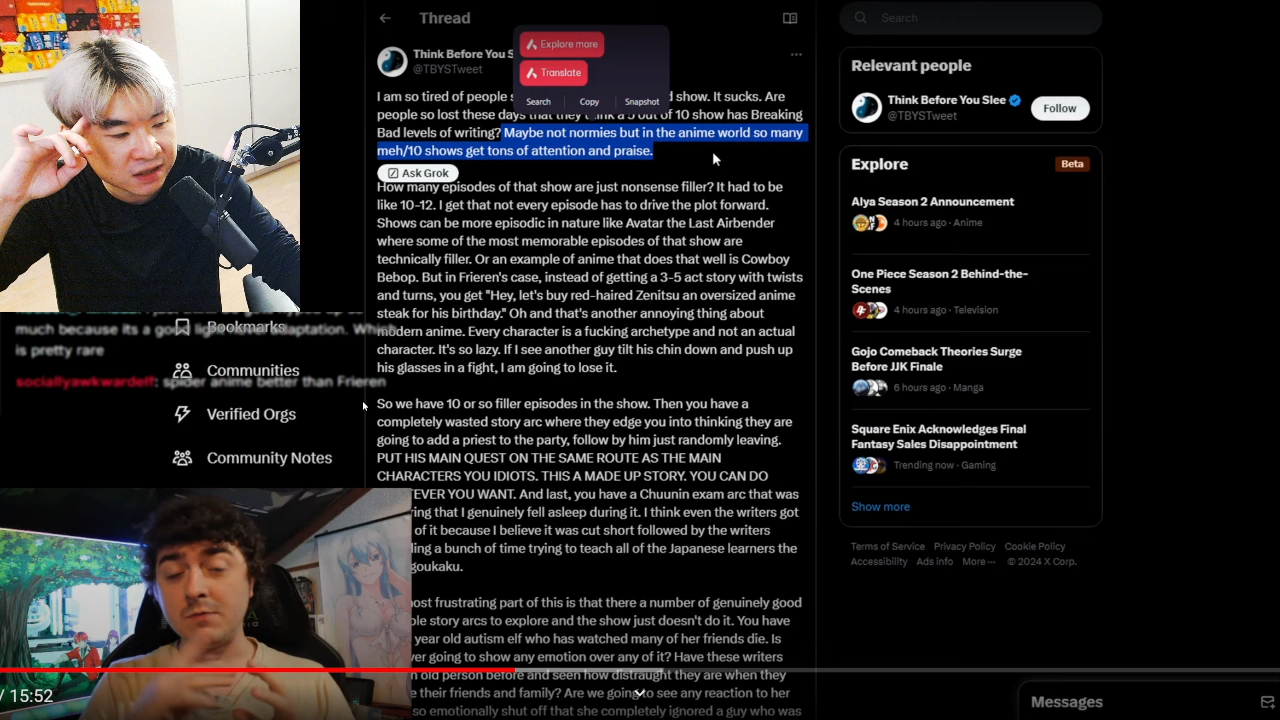 Thread
Search
Explore more
Translate
Search
Copy
Snapshot
Think Before You S
@TBYSTweet
I am so tired of people d show. It sucks. Are
people so lost these days that they think a 5 out of 10 show has Breaking
Bad levels of writing? Maybe not normies but in the anime world so many
meh/10 shows get tons of attention and praise.
Ask Grok
How many episodes of that show are just nonsense filler? It had to be
like 10-12. I get that not every episode has to drive the plot forward.
Shows can be more episodic in nature like Avatar the Last Airbender
where some of the most memorable episodes of that show are
technically filler. Or an example of anime that does that well is Cowboy
Bebop. But in Frieren's case, instead of getting a 3-5 act story with twists
and turns, you get "Hey, let's buy red-haired Zenitsu an oversized anime
steak for his birthday." Oh and that's another annoying thing about
modern anime. Every character is a fucking archetype and not an actual
character. It's so lazy. If I see another guy tilt his chin down and push up
his glasses in a fight, I am going to lose it.
So we have 10 or so filler episodes in the show. Then you have a
completely wasted story arc where they edge you into thinking they are
going to add a priest to the party, follow by him just randomly leaving.
PUT HIS MAIN QUEST ON THE SAME ROUTE AS THE MAIN
CHARACTERS YOU IDIOTS. THIS A MADE UP STORY. YOU CAN DO
EVER YOU WANT. And last, you have a Chuunin exam arc that was
ring that I genuinely fell asleep during it. I think even the writers got
of it because I believe it was cut short followed by the writers
ding a bunch of time trying to teach all of the Japanese learners the
goukaku.
ost frustrating part of this is that there a number of genuinely good
ple story arcs to explore and the show just doesn't do it. You have
year old autism elf who has watched many of her friends die. Is
ver going to show any emotion over any of it? Have these writers
n old person before and seen how distraught they are when they
e their friends and family? Are we going to see any reaction to her
so emotionally shut off that she completely ignored a guy who was
much because its a good light novel adaptation. Which
is pretty rare
sociallyawkwardelf: spider anime better than Frieren
Bookmarks
Communities
Verified Orgs
Community Notes
/ 15:52
Relevant people
Think Before You Slee
@TBYSTweet
Follow
Explore
Beta
Alya Season 2 Announcement
4 hours ago · Anime
One Piece Season 2 Behind-the-
Scenes
4 hours ago · Television
Gojo Comeback Theories Surge
Before JJK Finale
6 hours ago · Manga
Square Enix Acknowledges Final
Fantasy Sales Disappointment
Trending now · Gaming
Show more
Terms of Service Privacy Policy Cookie Policy
Accessibility Ads info More ··· © 2024 X Corp.
Messages